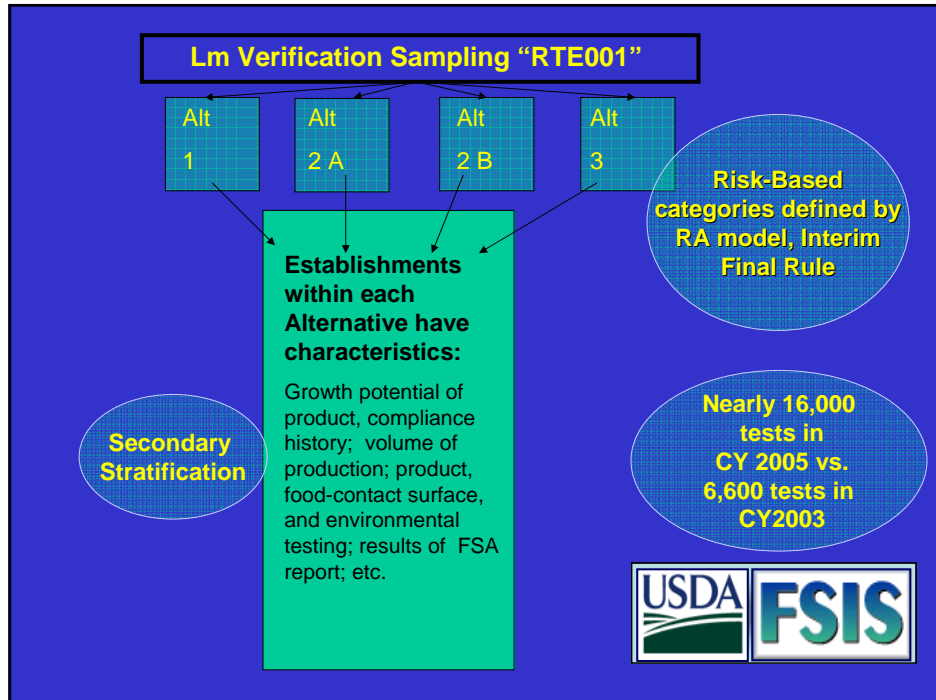 Lm Verification Sampling “RTE001”
Alt
1
Alt
2 A
Alt
2 B
Alt
3
Risk-Based
categories defined by
RA model, Interim
Final Rule
Establishments
within each
Alternative have
characteristics:
Growth potential of
product, compliance
history;  volume of
production; product,
food-contact surface,
and environmental
testing; results of  FSA
report; etc.
Secondary
Stratification
Nearly 16,000
tests in
CY 2005 vs.
6,600 tests in
CY2003
USDA
FSIS